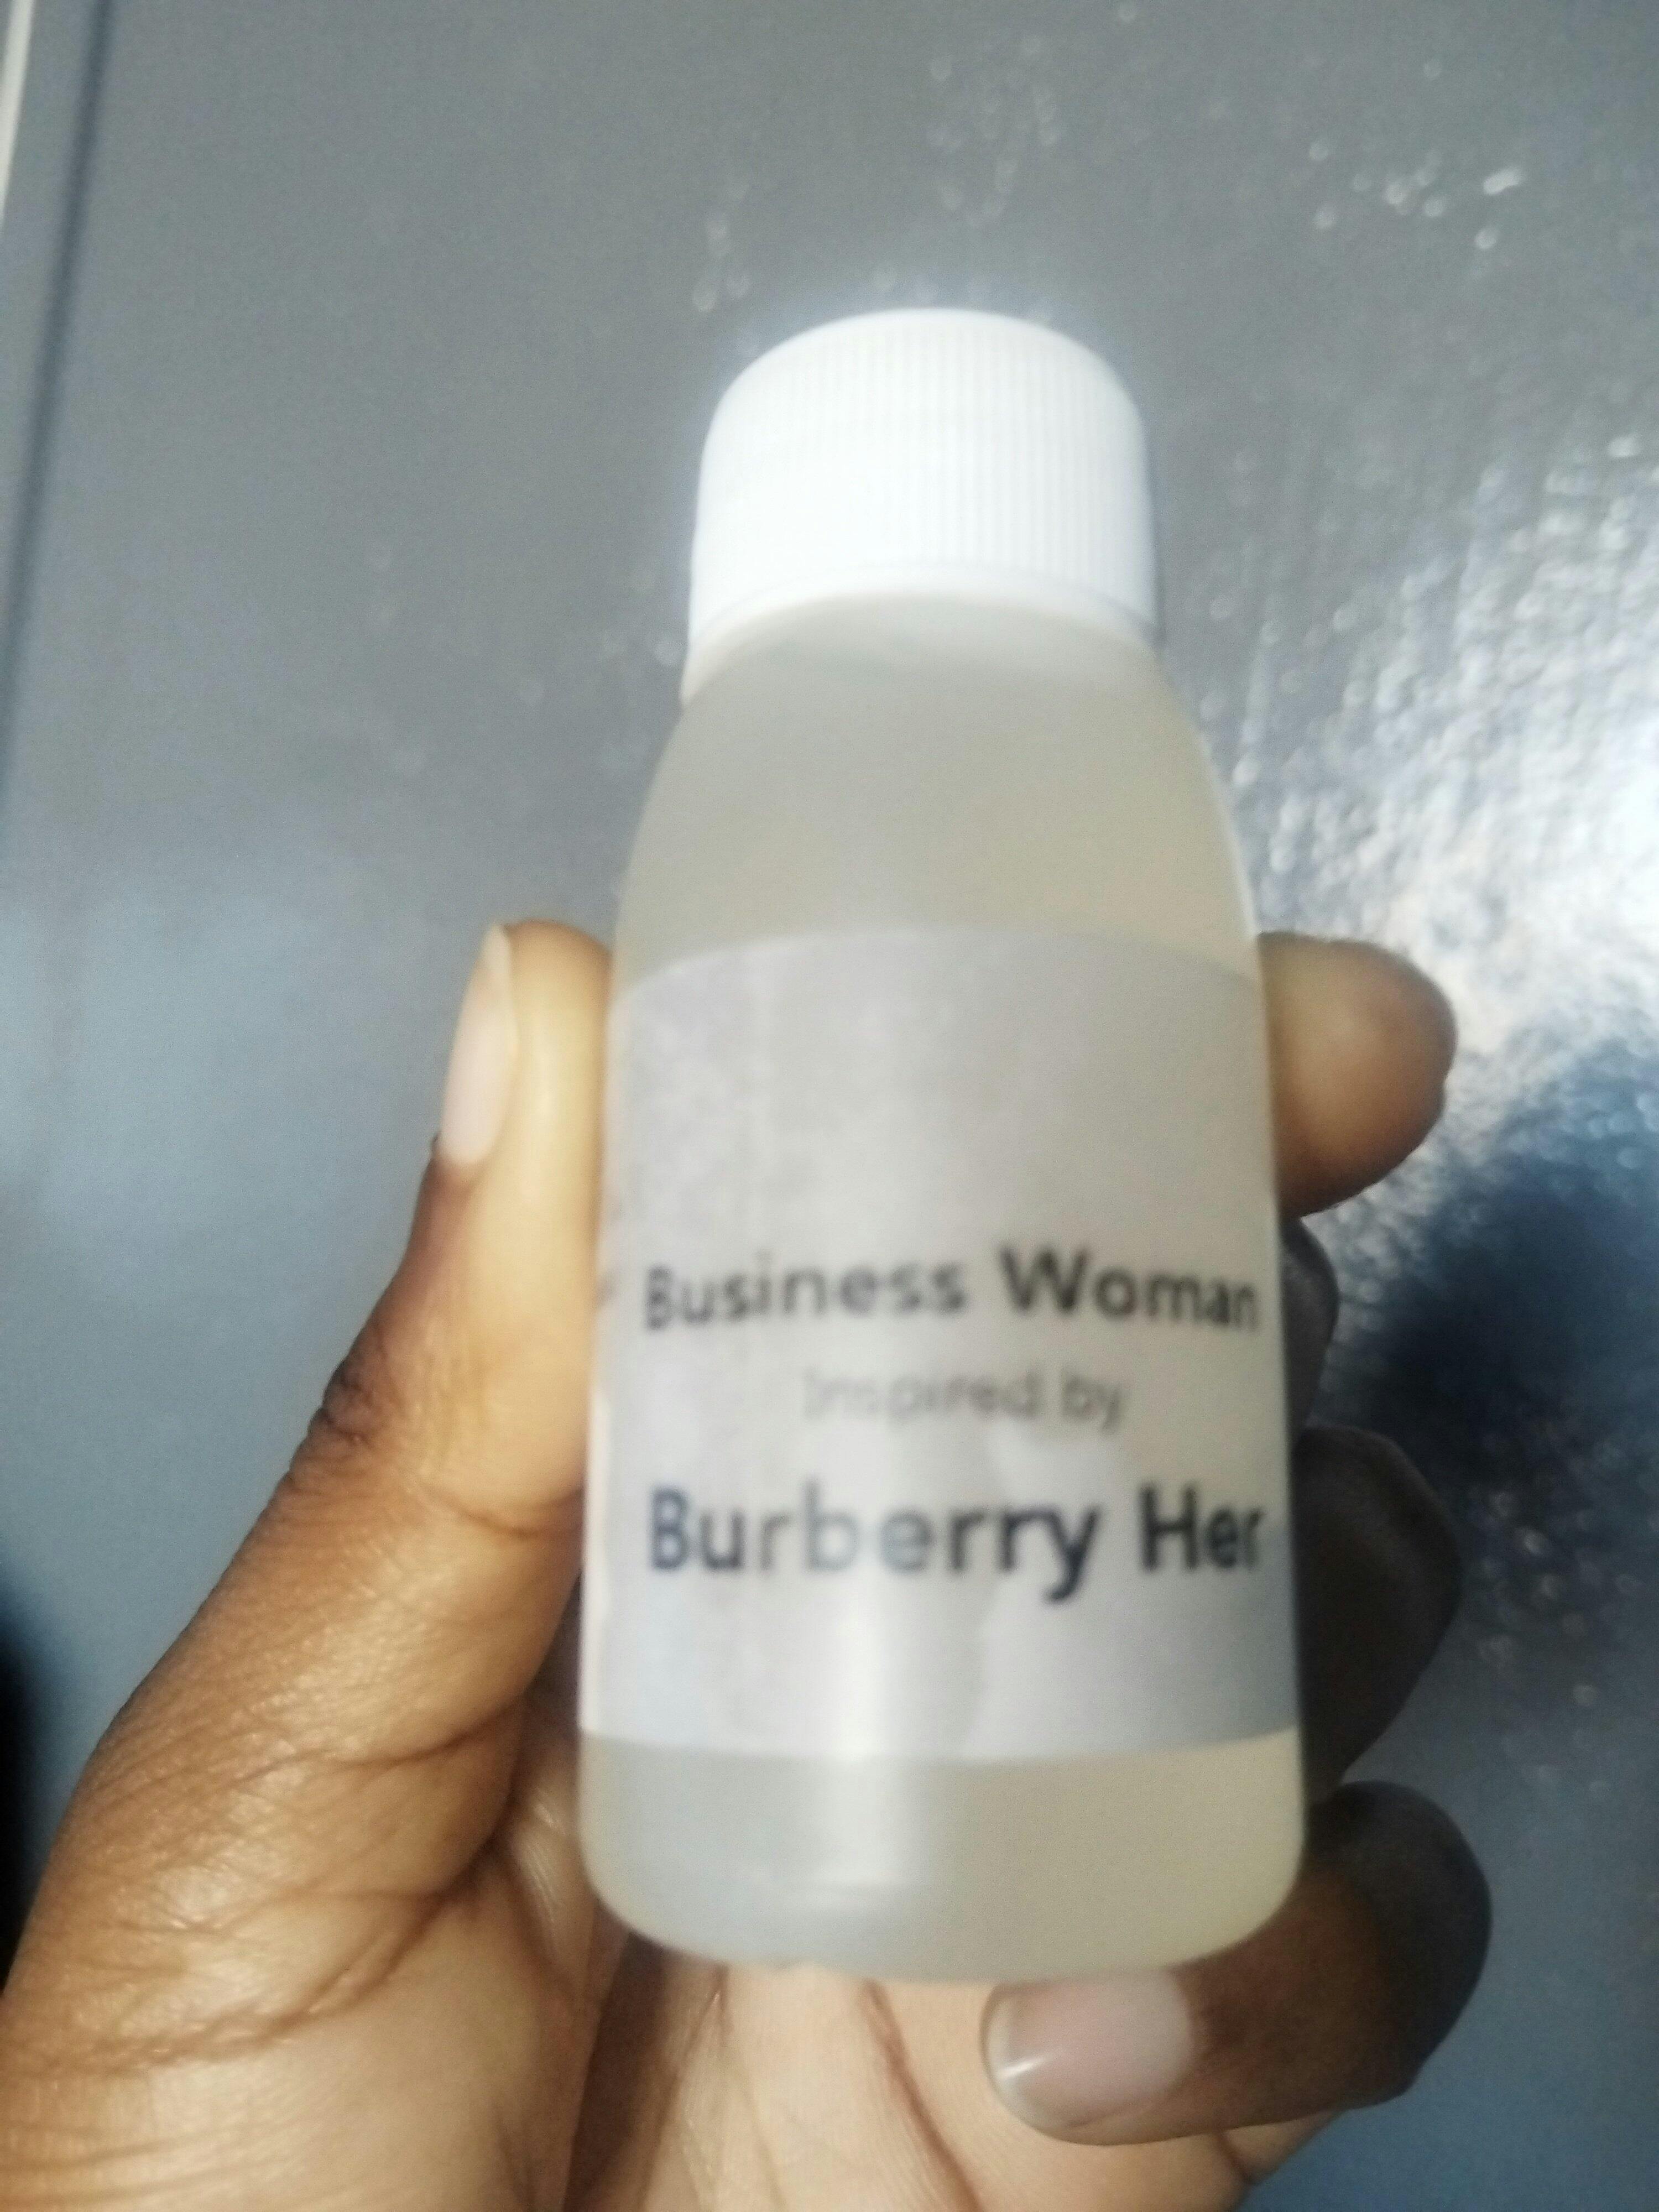 Business Woman
Inspired by
Burberry Her